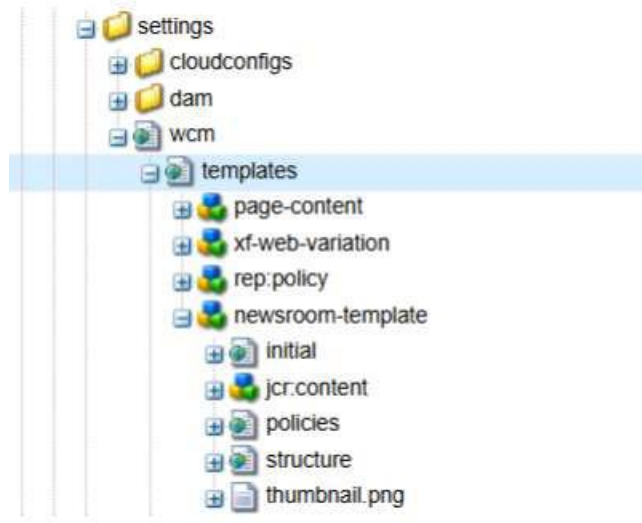 settings
cloudconfigs
dam
wcm
templates
page-content
xf-web-variation
rep:policy
newsroom-template
initial
jcr:content
policies
structure
thumbnail.png